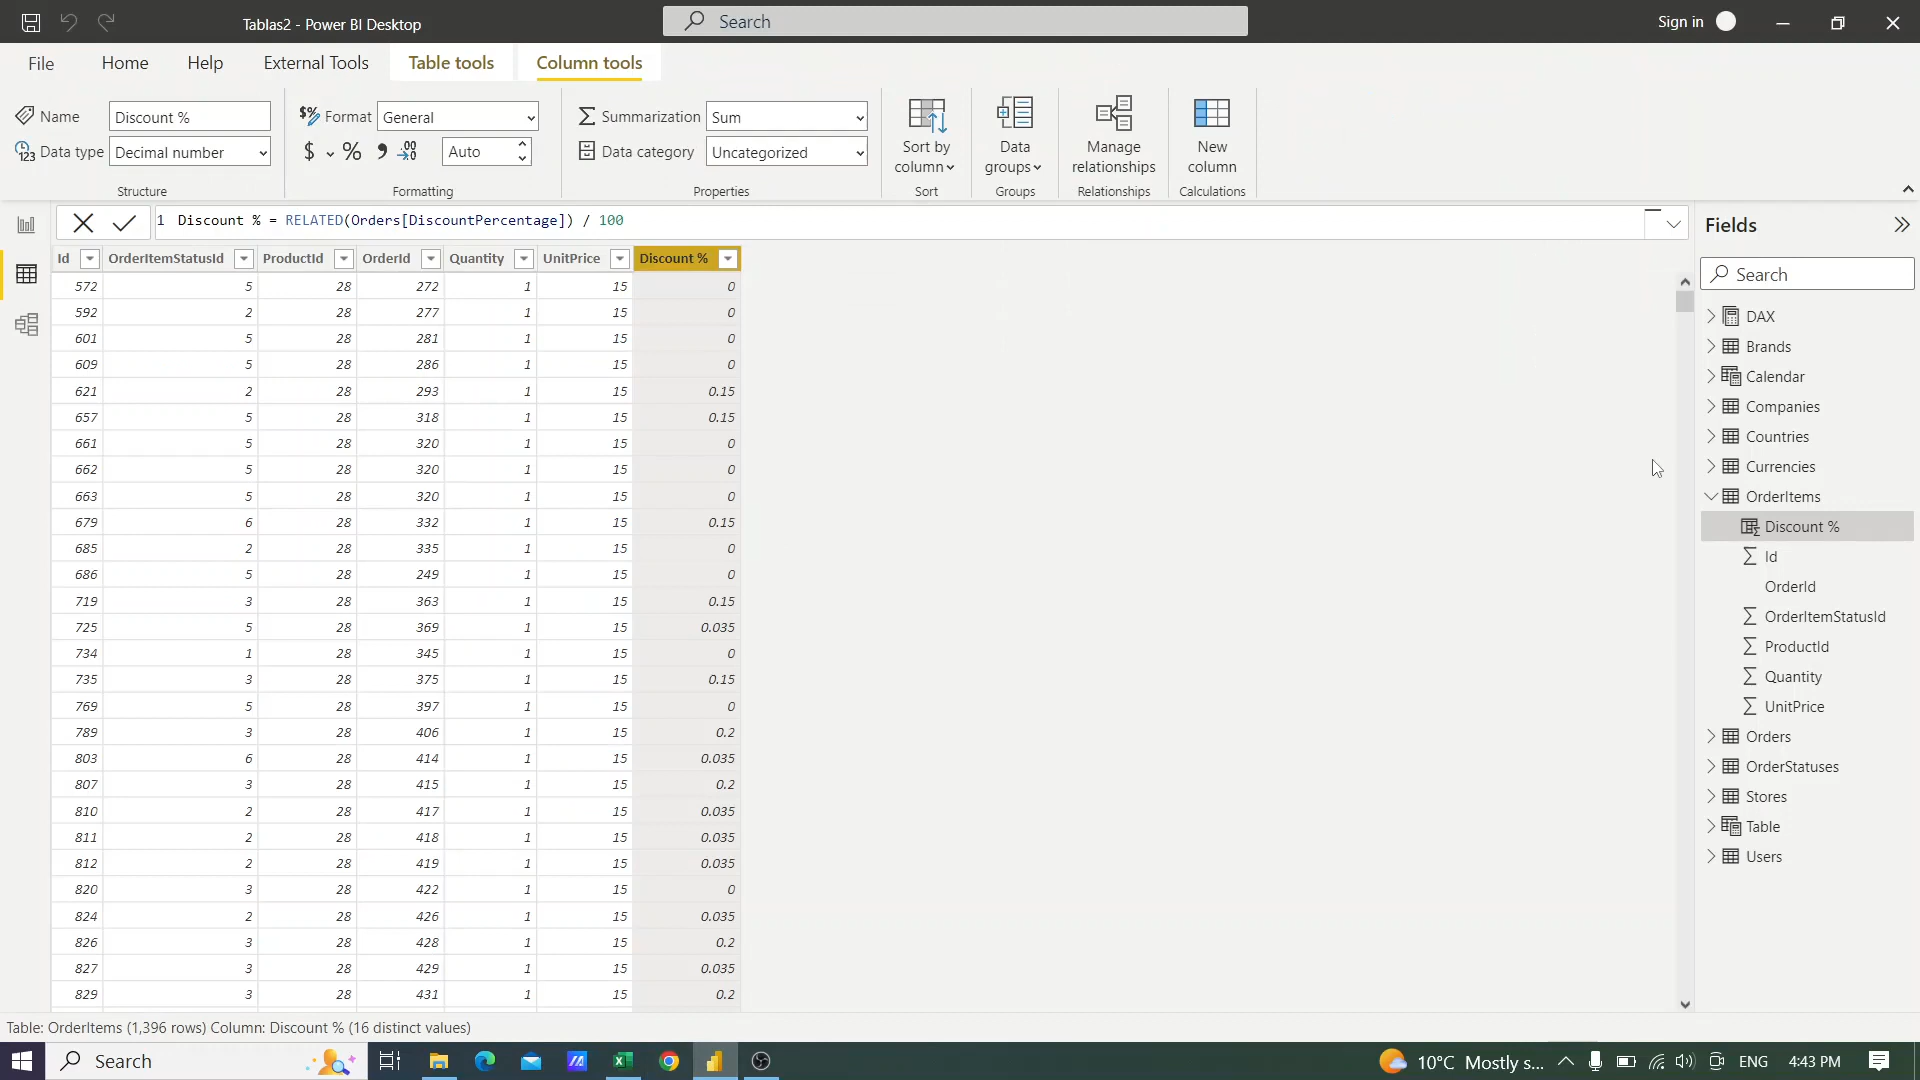 Tablas2 - Power BI Desktop
Search
Sign in
File Home Help External Tools Table tools Column tools
Name Discount %
Data type Decimal number
Structure
Format General
$ % , .00 Auto
Formatting
Summarization Sum
Data category Uncategorized
Properties
Sort by column
Sort
Data groups
Groups
Manage relationships
Relationships
New column
Calculations
1 Discount % = RELATED(Orders[DiscountPercentage]) / 100
Id OrderItemStatusId ProductId OrderId Quantity UnitPrice Discount %
572 5 28 272 1 15 0
592 2 28 277 1 15 0
601 5 28 281 1 15 0
609 5 28 286 1 15 0
621 2 28 293 1 15 0.15
657 5 28 318 1 15 0.15
661 5 28 320 1 15 0
662 5 28 320 1 15 0
663 5 28 320 1 15 0
679 6 28 332 1 15 0.15
685 2 28 335 1 15 0
686 5 28 249 1 15 0
719 3 28 363 1 15 0.15
725 5 28 369 1 15 0.035
734 1 28 345 1 15 0
735 3 28 375 1 15 0.15
769 5 28 397 1 15 0
789 3 28 406 1 15 0.2
803 6 28 414 1 15 0.035
807 3 28 415 1 15 0.2
810 2 28 417 1 15 0.035
811 2 28 418 1 15 0.035
812 2 28 419 1 15 0.035
820 3 28 422 1 15 0
824 2 28 426 1 15 0.035
826 3 28 428 1 15 0.2
827 3 28 429 1 15 0.035
829 3 28 431 1 15 0.2
Fields
Search
DAX
Brands
Calendar
Companies
Countries
Currencies
OrderItems
Discount %
Id
OrderId
OrderItemStatusId
ProductId
Quantity
UnitPrice
Orders
OrderStatuses
Stores
Table
Users
Table: OrderItems (1,396 rows) Column: Discount % (16 distinct values)
Search
10°C Mostly s... ENG 4:43 PM